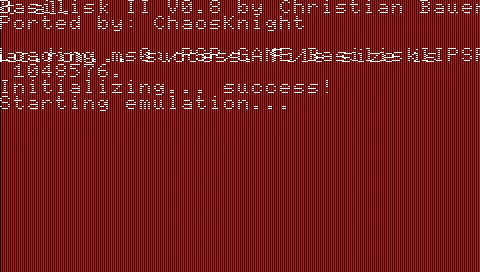 Basilisk II V0.8 by Christian Bauer
Ported by: ChaosKnight
1048576.
Initializing... success!
Starting emulation...